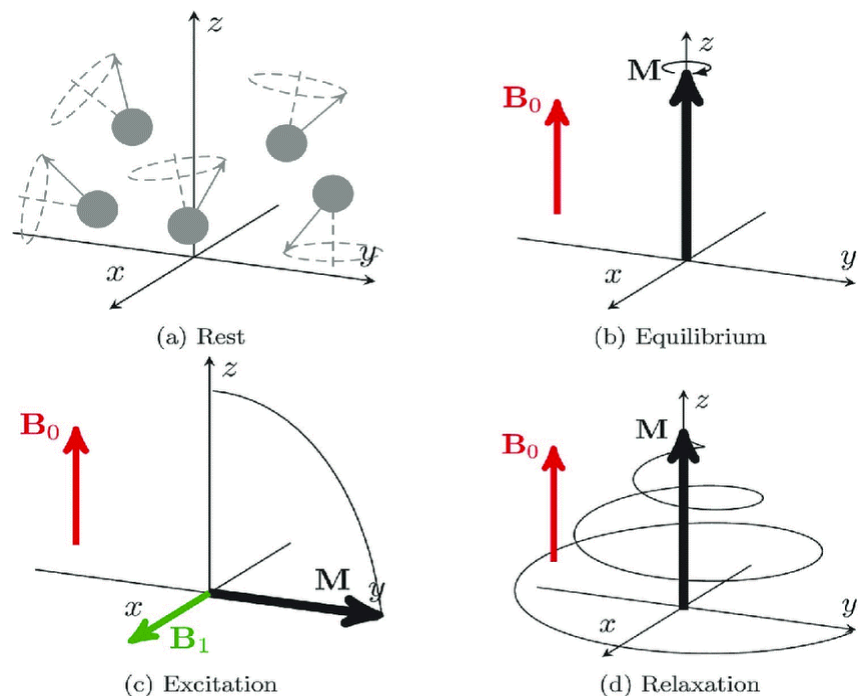 z
y
x
(a) Rest
z
M
B₀
y
x
(b) Equilibrium
z
B₀
M
y
x
B₁
(c) Excitation
z
M
B₀
y
x
(d) Relaxation